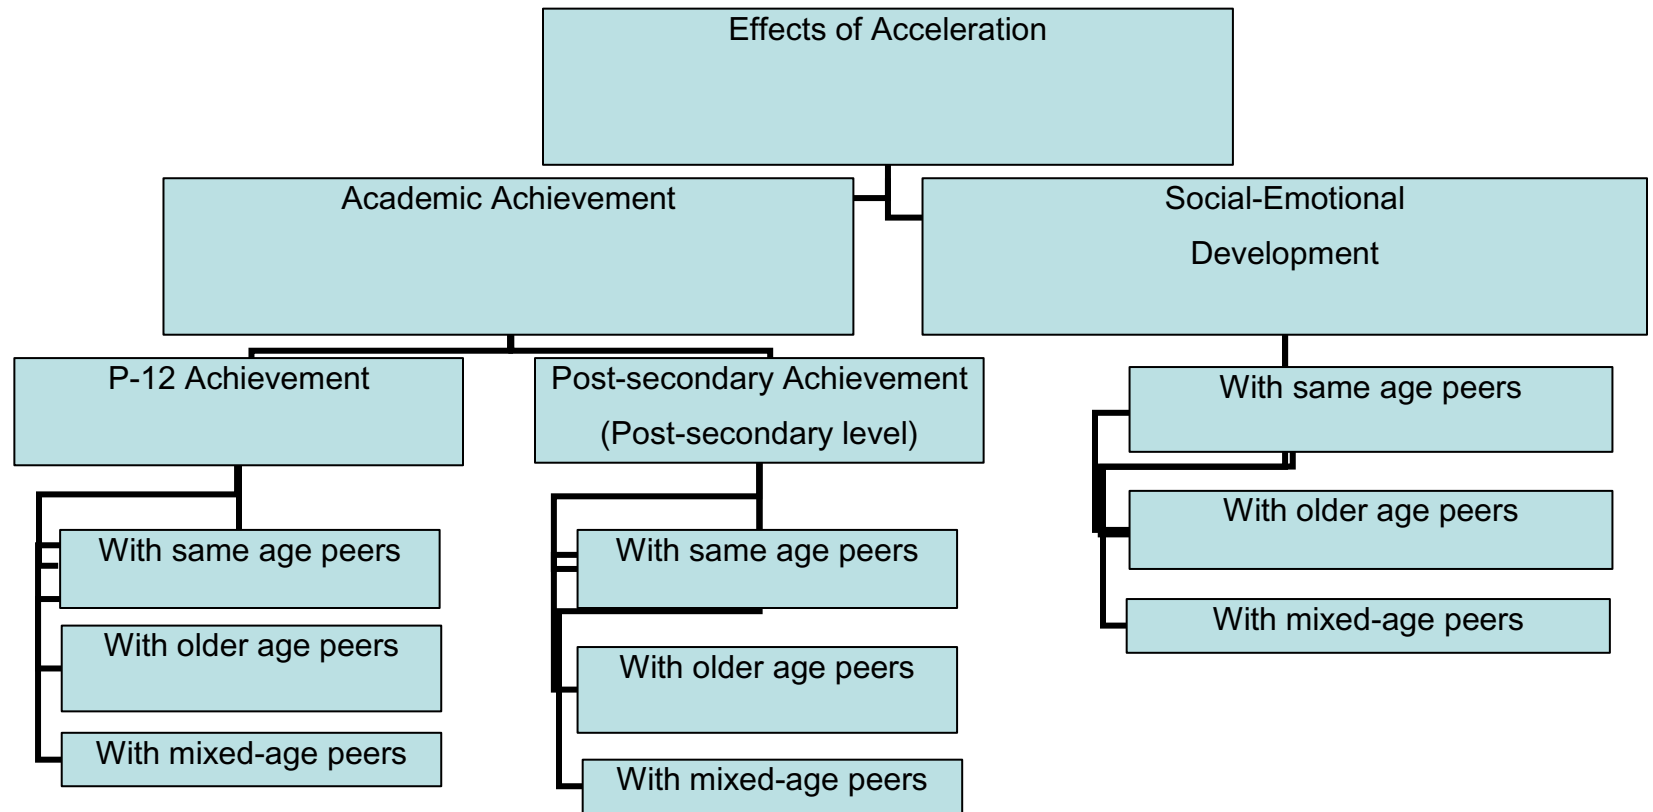 Effects of Acceleration
Academic Achievement
Social-Emotional
Development
P-12 Achievement
Post-secondary Achievement
(Post-secondary level)
With same age peers
With older age peers
With mixed-age peers
With same age peers
With older age peers
With mixed-age peers
With same age peers
With older age peers
With mixed-age peers